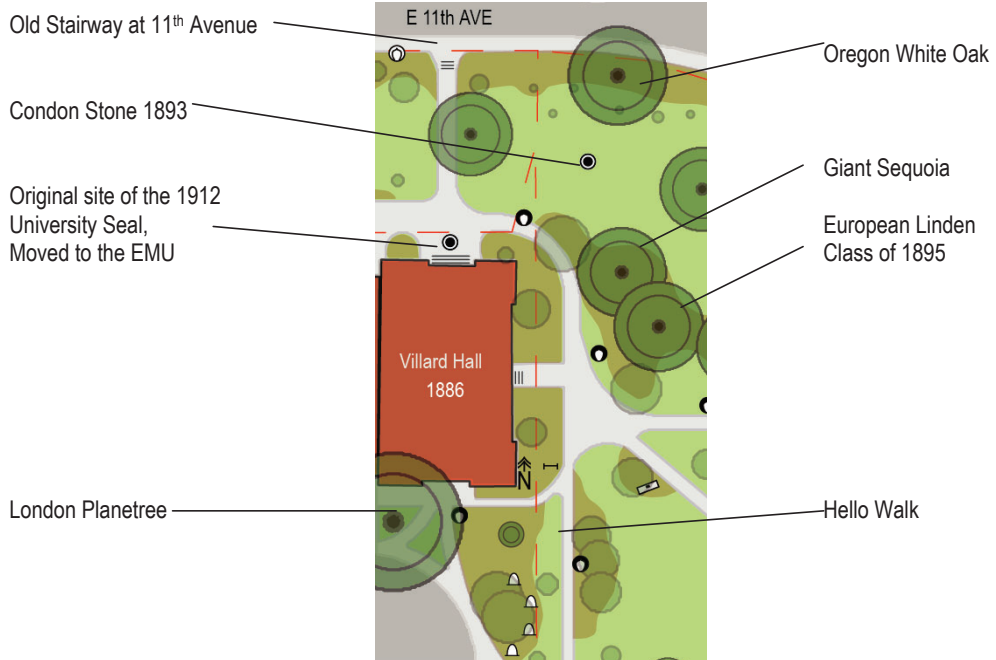 E 11th AVE
Old Stairway at 11th Avenue
Oregon White Oak
Condon Stone 1893
Giant Sequoia
Original site of the 1912
University Seal,
Moved to the EMU
European Linden
Class of 1895
Villard Hall
1886
N
London Planetree
Hello Walk